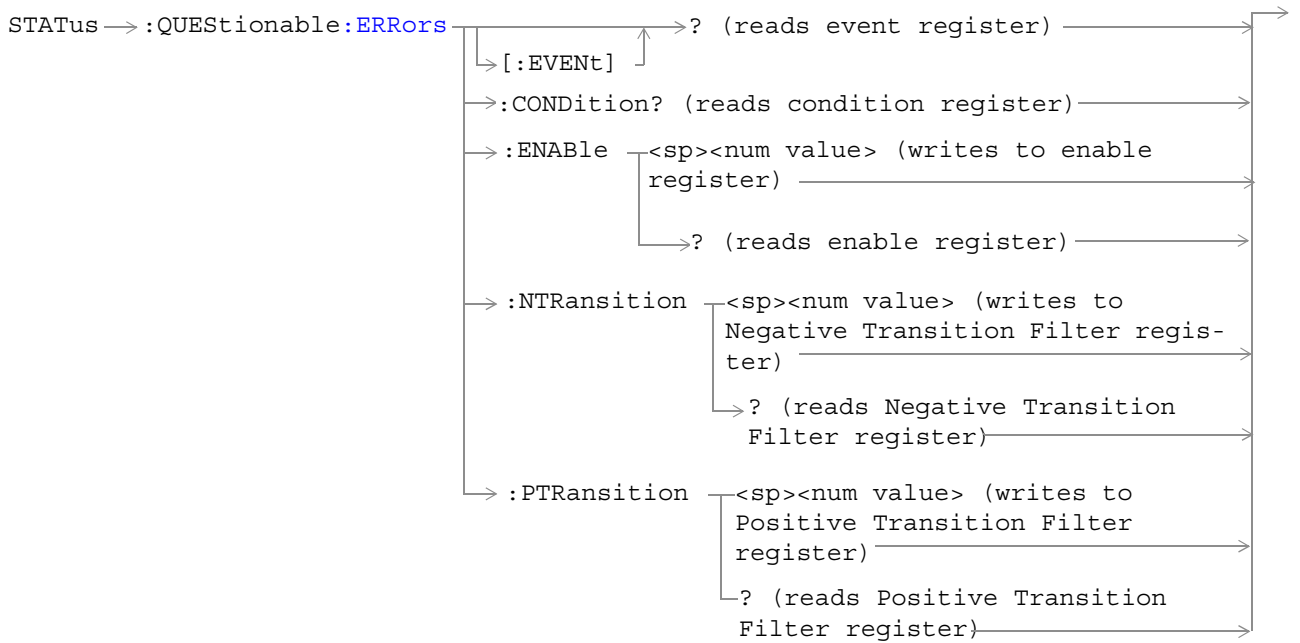 STATus :QUEStionable:ERRors ? (reads event register)
[:EVENt]
:CONDition? (reads condition register)
:ENABle <sp><num value> (writes to enable
register)
? (reads enable register)
:NTRansition <sp><num value> (writes to
Negative Transition Filter regis-
ter)
? (reads Negative Transition
Filter register)
:PTRansition <sp><num value> (writes to
Positive Transition Filter
register)
? (reads Positive Transition
Filter register)